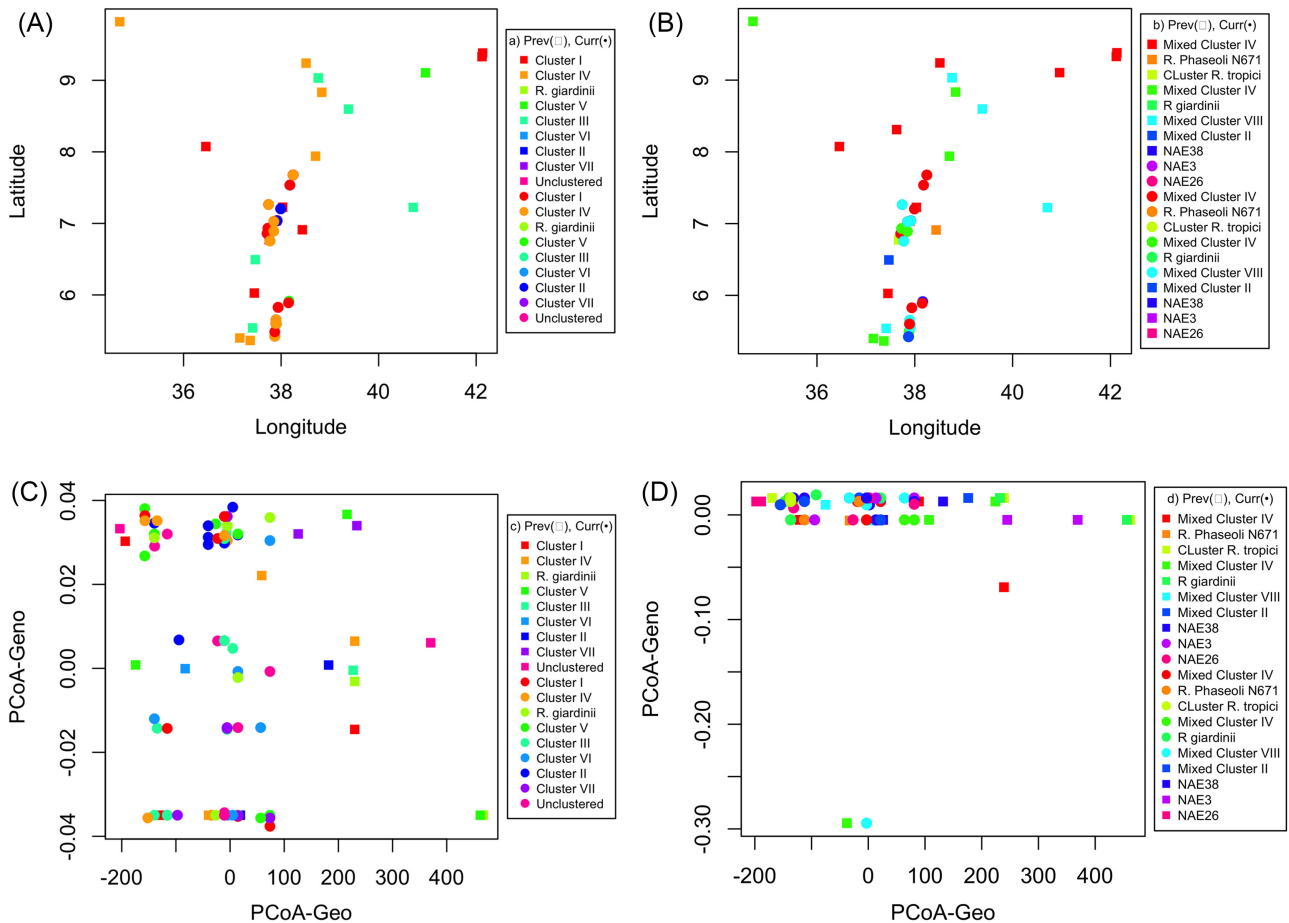 (A)
9
8
7
6
Latitude
36
38
40
42
Longitude
a) Prev(□), Curr(•)
Cluster I
Cluster IV
R. giardinii
Cluster V
Cluster III
Cluster VI
Cluster II
Cluster VII
Unclustered
Cluster I
Cluster IV
R. giardinii
Cluster V
Cluster III
Cluster VI
Cluster II
Cluster VII
Unclustered
(B)
9
8
7
6
Latitude
36
38
40
42
Longitude
b) Prev(□), Curr(•)
Mixed Cluster IV
R. Phaseoli N671
CLuster R. tropici
Mixed Cluster IV
R giardinii
Mixed Cluster VIII
Mixed Cluster II
NAE38
NAE3
NAE26
Mixed Cluster IV
R. Phaseoli N671
CLuster R. tropici
Mixed Cluster IV
R giardinii
Mixed Cluster VIII
Mixed Cluster II
NAE38
NAE3
NAE26
(C)
0.04
0.02
0.00
-0.02
-0.04
PCoA-Geno
-200
0
200
400
PCoA-Geo
c) Prev(□), Curr(•)
Cluster I
Cluster IV
R. giardinii
Cluster V
Cluster III
Cluster VI
Cluster II
Cluster VII
Unclustered
Cluster I
Cluster IV
R. giardinii
Cluster V
Cluster III
Cluster VI
Cluster II
Cluster VII
Unclustered
(D)
0.00
-0.10
-0.20
-0.30
PCoA-Geno
-200
0
100
200
300
400
PCoA-Geo
d) Prev(□), Curr(•)
Mixed Cluster IV
R. Phaseoli N671
CLuster R. tropici
Mixed Cluster IV
R giardinii
Mixed Cluster VIII
Mixed Cluster II
NAE38
NAE3
NAE26
Mixed Cluster IV
R. Phaseoli N671
CLuster R. tropici
Mixed Cluster IV
R giardinii
Mixed Cluster VIII
Mixed Cluster II
NAE38
NAE3
NAE26